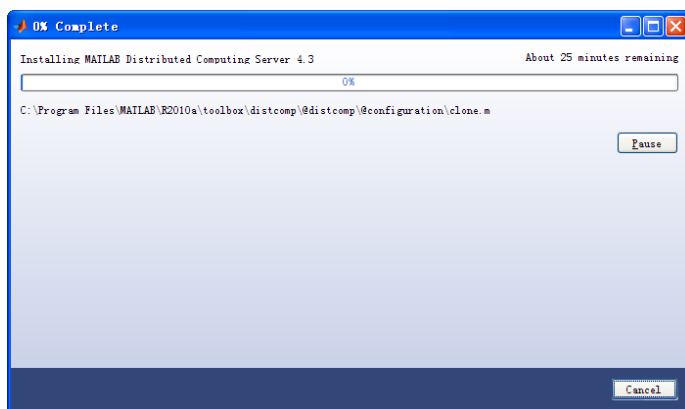 0% Complete
Installing MATLAB Distributed Computing Server 4.3
About 25 minutes remaining
0%
C:\Program Files\MATLAB\R2010a\toolbox\distcomp\@distcomp\@configuration\clone.m
Pause
Cancel